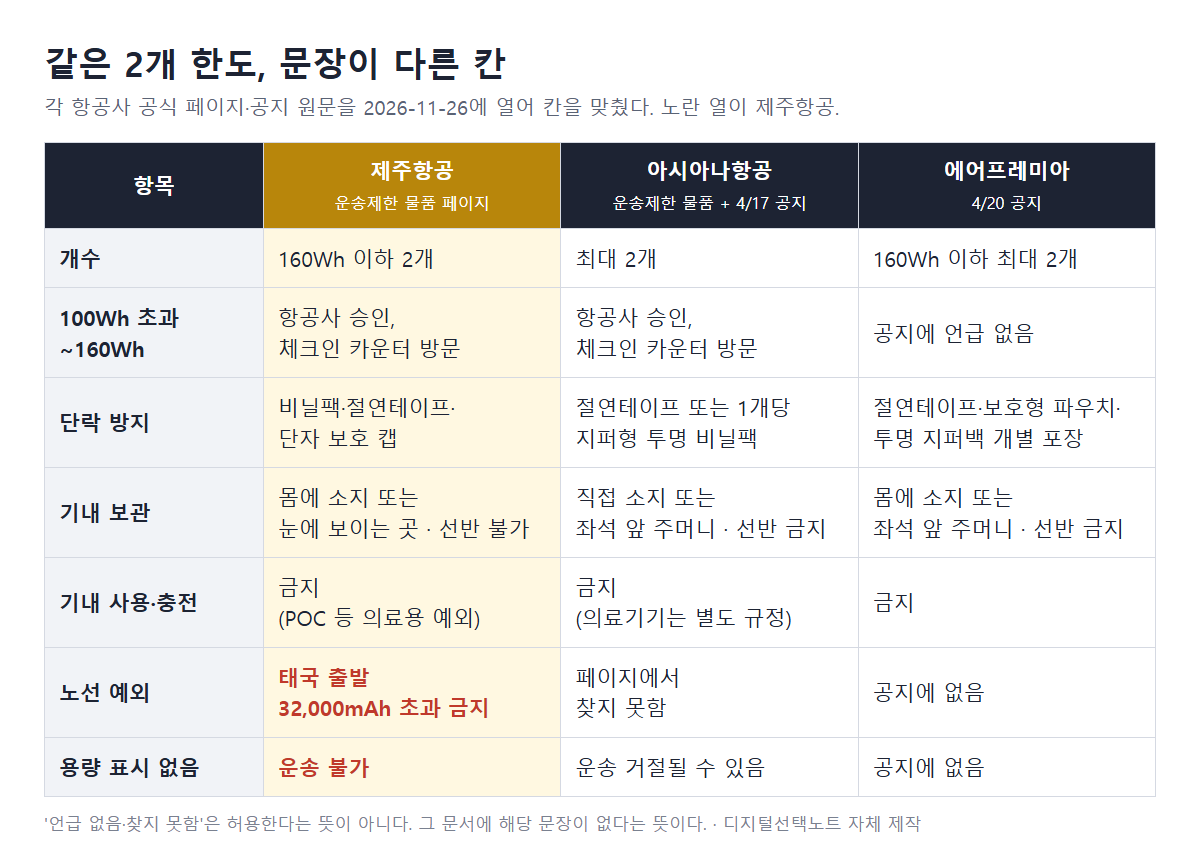 같은 2개 한도, 문장이 다른 칸
각 항공사 공식 페이지·공지 원문을 2026-11-26에 열어 칸을 맞췄다. 노란 열이 제주항공.
항목
제주항공
운송제한 물품 페이지
아시아나항공
운송제한 물품 + 4/17 공지
에어프레미아
4/20 공지
개수
160Wh 이하 2개
최대 2개
160Wh 이하 최대 2개
100Wh 초과
~160Wh
항공사 승인,
체크인 카운터 방문
항공사 승인,
체크인 카운터 방문
공지에 언급 없음
단락 방지
비닐팩·절연테이프·
단자 보호 캡
절연테이프 또는 1개당
지퍼형 투명 비닐팩
절연테이프·보호형 파우치·
투명 지퍼백 개별 포장
기내 보관
몸에 소지 또는
눈에 보이는 곳 · 선반 불가
직접 소지 또는
좌석 앞 주머니 · 선반 금지
몸에 소지 또는
좌석 앞 주머니 · 선반 금지
기내 사용·충전
금지
(POC 등 의료용 예외)
금지
(의료기기는 별도 규정)
금지
노선 예외
태국 출발
32,000mAh 초과 금지
페이지에서
찾지 못함
공지에 없음
용량 표시 없음
운송 불가
운송 거절될 수 있음
공지에 없음
'언급 없음·찾지 못함'은 허용한다는 뜻이 아니다. 그 문서에 해당 문장이 없다는 뜻이다. · 디지털선택노트 자체 제작